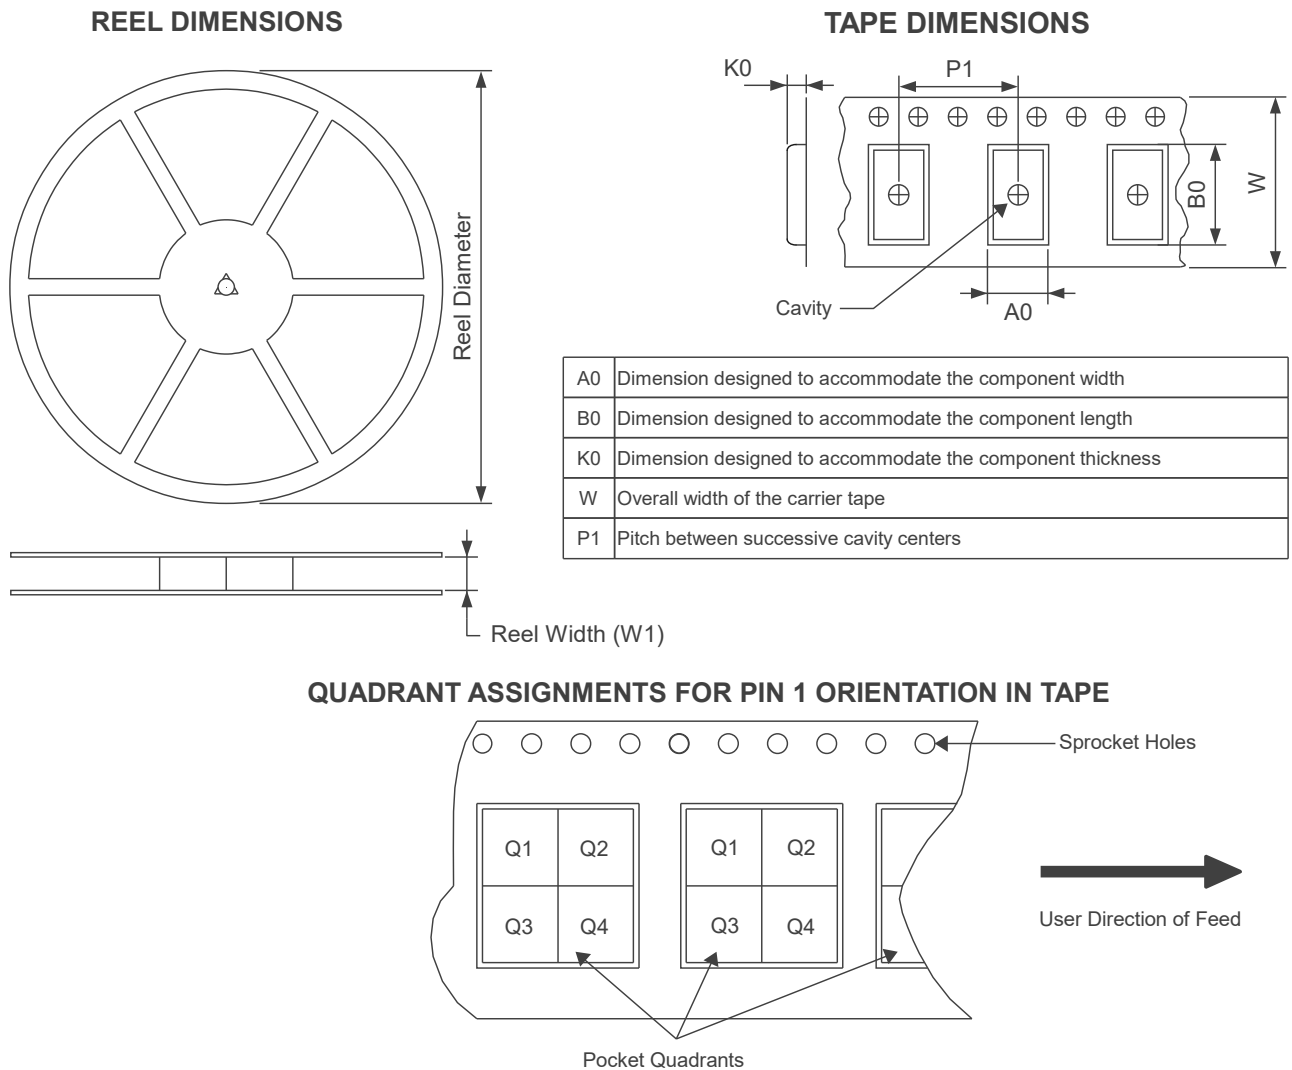 REEL DIMENSIONS
TAPE DIMENSIONS
K0
P1
B0
W
Reel Diameter
Cavity
A0
A0 Dimension designed to accommodate the component width
B0 Dimension designed to accommodate the component length
K0 Dimension designed to accommodate the component thickness
W Overall width of the carrier tape
P1 Pitch between successive cavity centers
Reel Width (W1)
QUADRANT ASSIGNMENTS FOR PIN 1 ORIENTATION IN TAPE
Sprocket Holes
Q1 Q2 Q1 Q2
Q3 Q4 Q3 Q4
User Direction of Feed
Pocket Quadrants